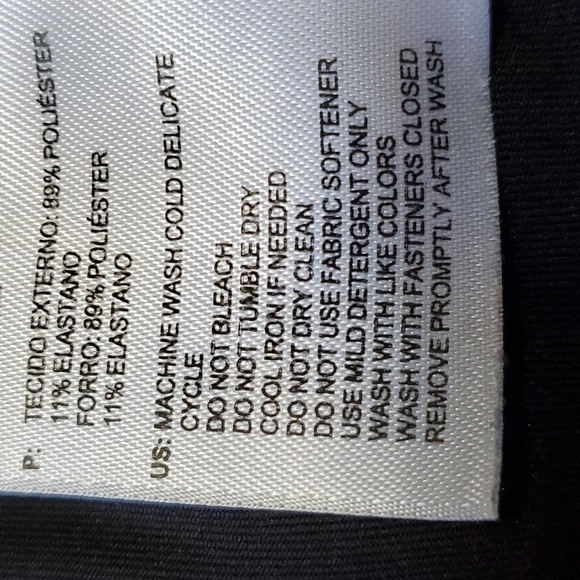 P: TECIDO EXTERNO: 89% POLIÉSTER
11% ELASTANO
FORRO: 89% POLIÉSTER
11% ELASTANO
US: MACHINE WASH COLD DELICATE
CYCLE
DO NOT BLEACH
DO NOT TUMBLE DRY
COOL IRON IF NEEDED
DO NOT DRY CLEAN
DO NOT USE FABRIC SOFTENER
USE MILD DETERGENT ONLY
WASH WITH LIKE COLORS
WASH WITH FASTENERS CLOSED
REMOVE PROMPTLY AFTER WASH